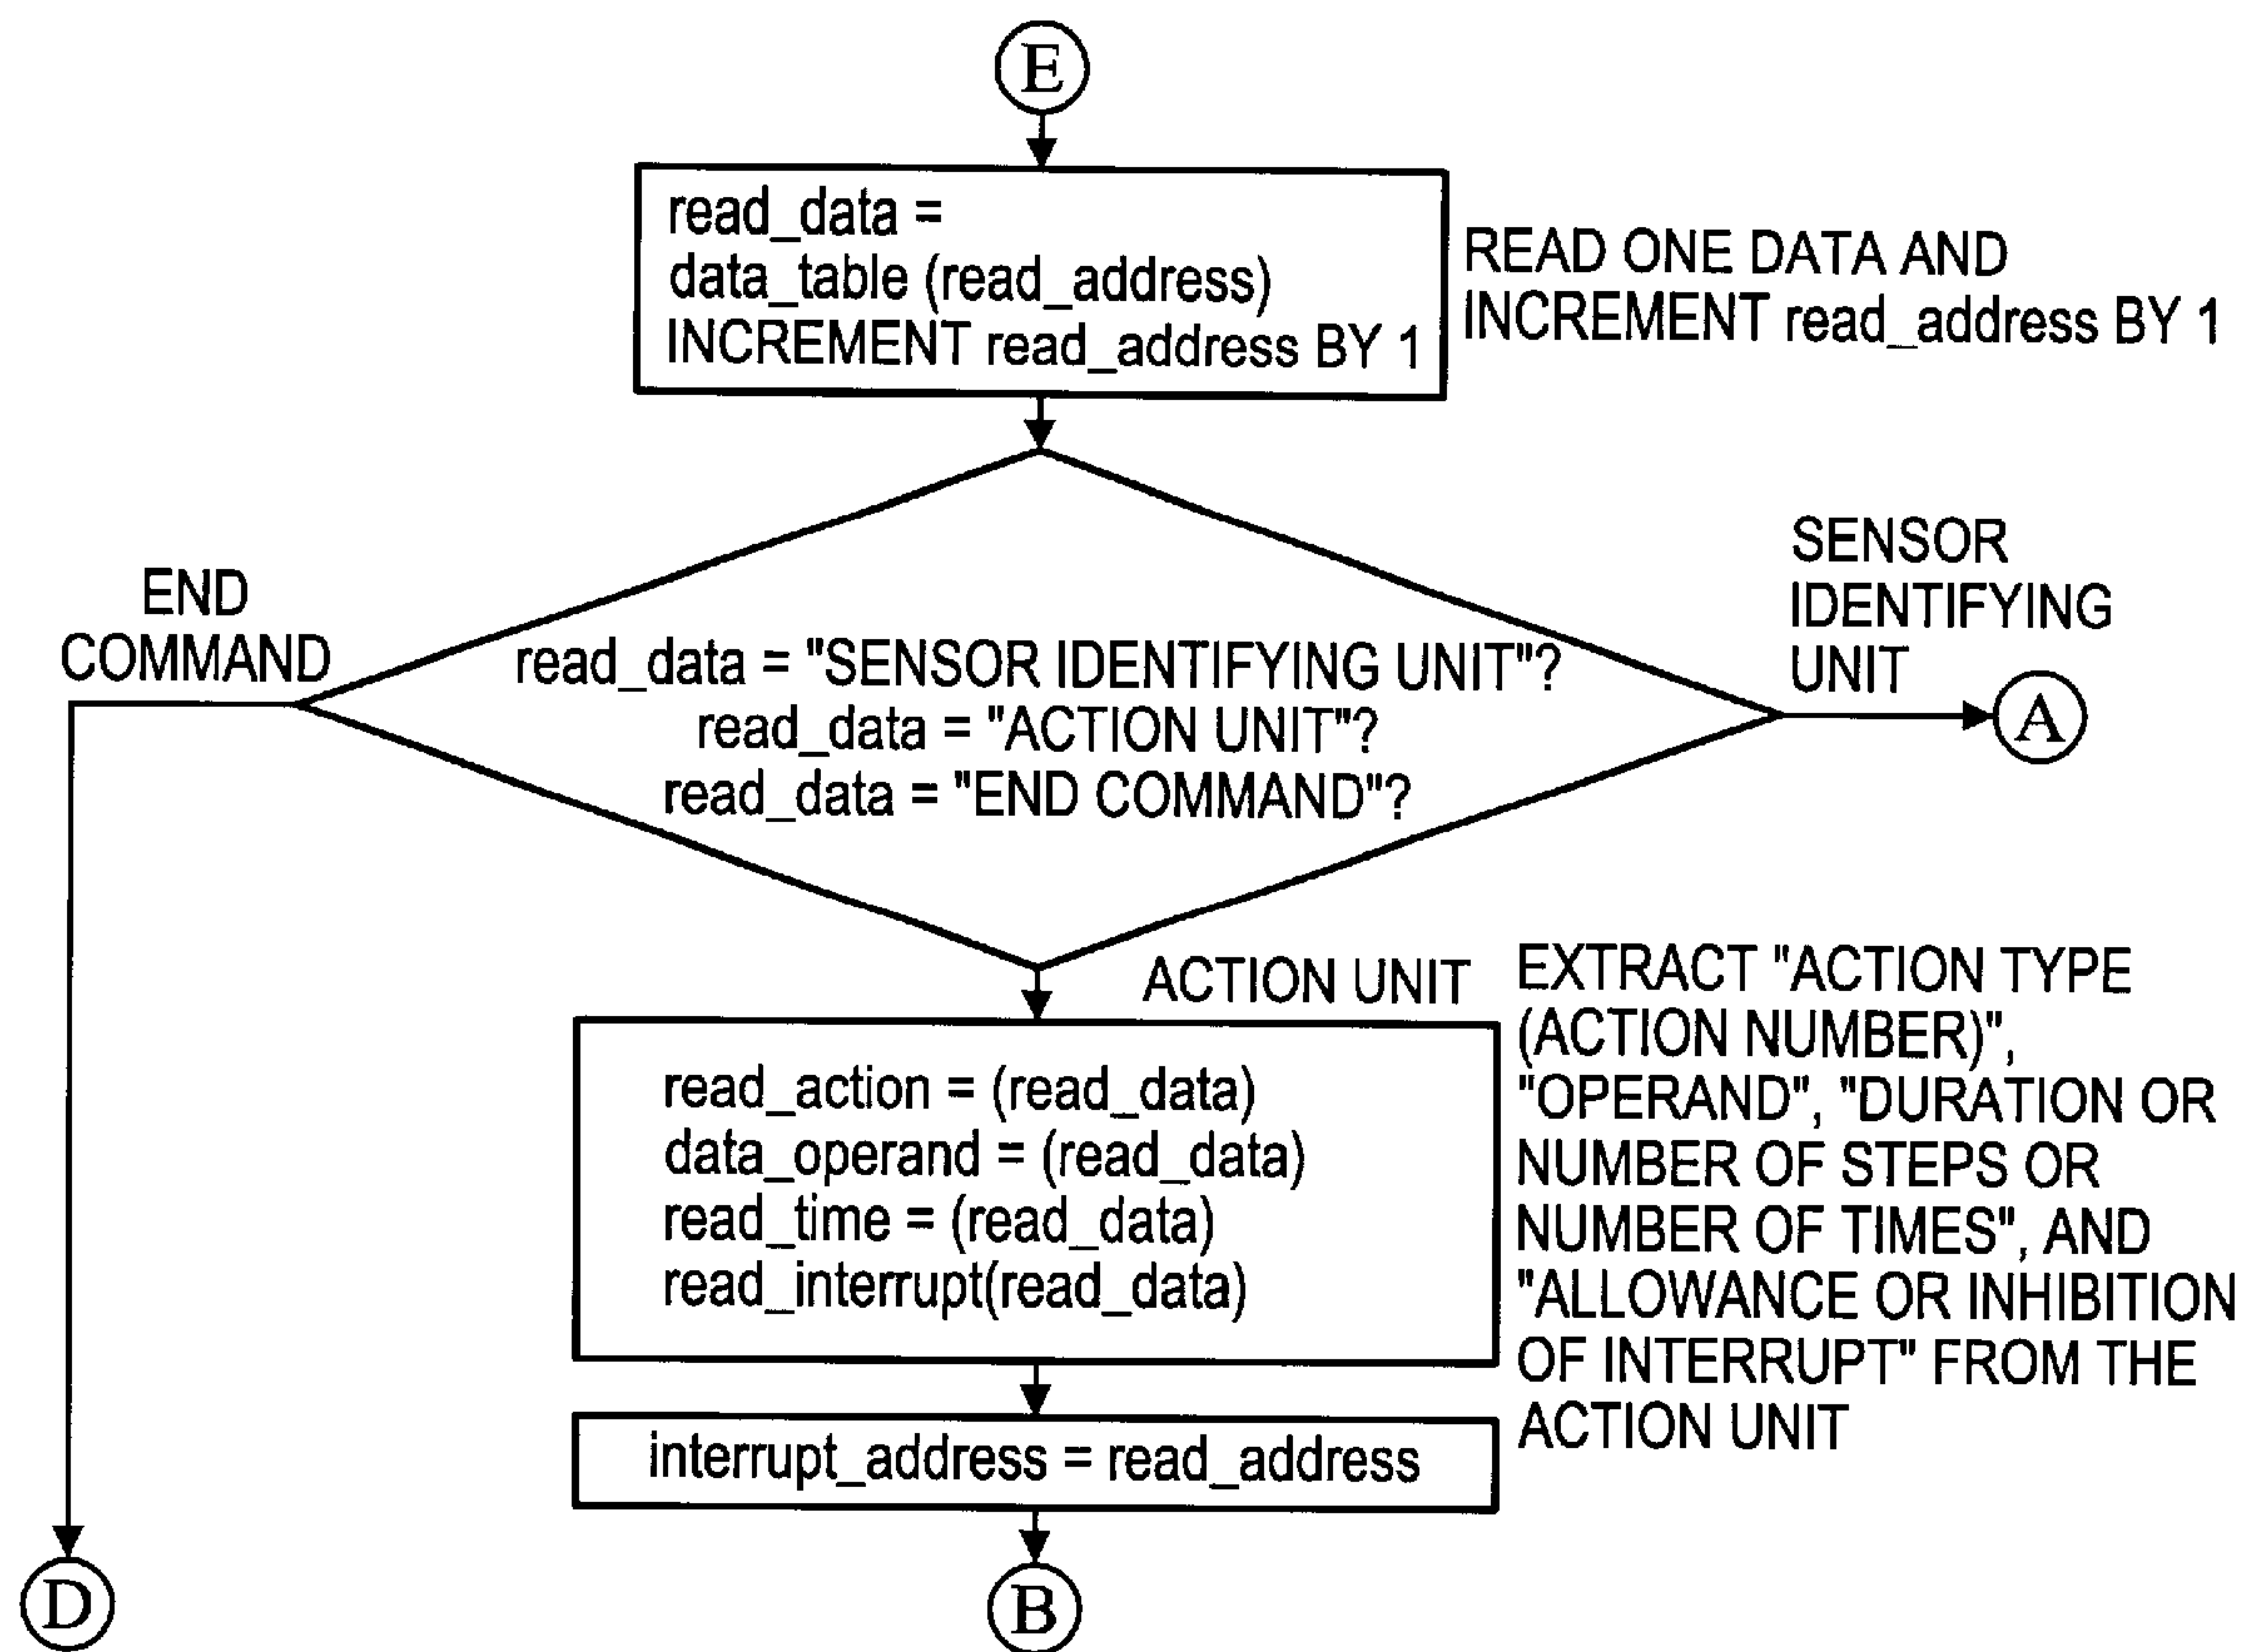 E
read_data =
data_table (read_address)
INCREMENT read_address BY 1
READ ONE DATA AND
INCREMENT read_address BY 1
END
COMMAND
read_data = "SENSOR IDENTIFYING UNIT"?
read_data = "ACTION UNIT"?
read_data = "END COMMAND"?
SENSOR
IDENTIFYING
UNIT
A
ACTION UNIT
read_action = (read_data)
data_operand = (read_data)
read_time = (read_data)
read_interrupt(read_data)
EXTRACT "ACTION TYPE
(ACTION NUMBER)",
"OPERAND", "DURATION OR
NUMBER OF STEPS OR
NUMBER OF TIMES", AND
"ALLOWANCE OR INHIBITION
OF INTERRUPT" FROM THE
ACTION UNIT
interrupt_address = read_address
D
B